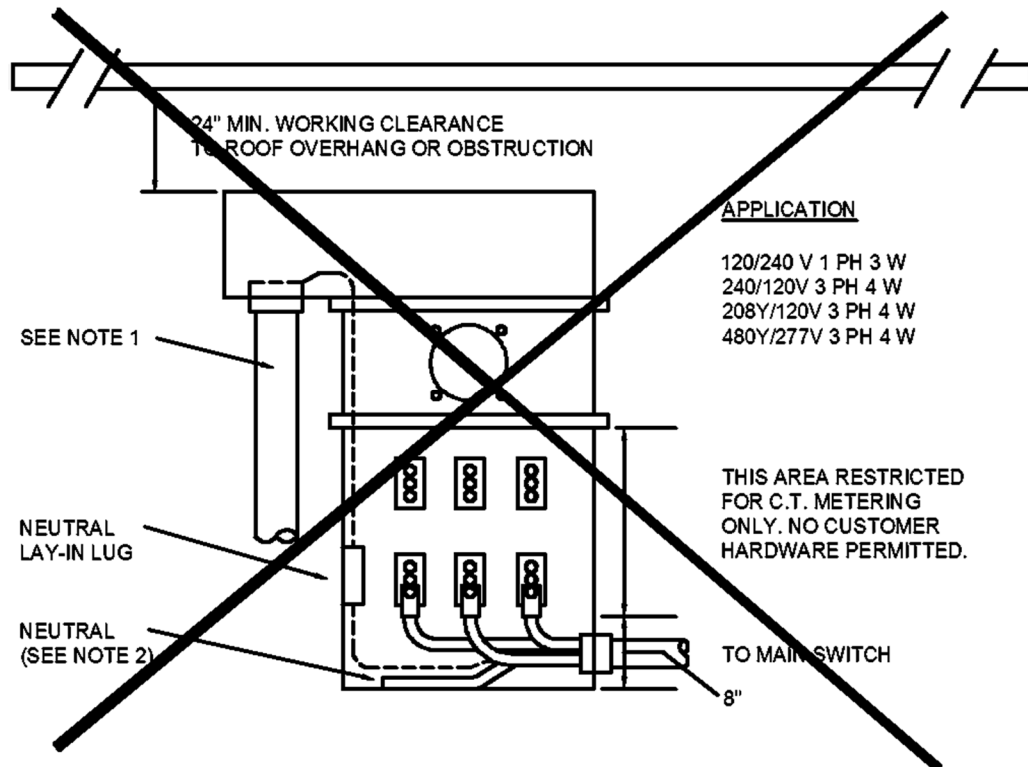 24" MIN. WORKING CLEARANCE
TO ROOF OVERHANG OR OBSTRUCTION
APPLICATION
120/240 V 1 PH 3 W
240/120V 3 PH 4 W
208Y/120V 3 PH 4 W
480Y/277V 3 PH 4 W
SEE NOTE 1
THIS AREA RESTRICTED
FOR C.T. METERING
ONLY. NO CUSTOMER
HARDWARE PERMITTED.
NEUTRAL
LAY-IN LUG
NEUTRAL
(SEE NOTE 2)
TO MAIN SWITCH
8"